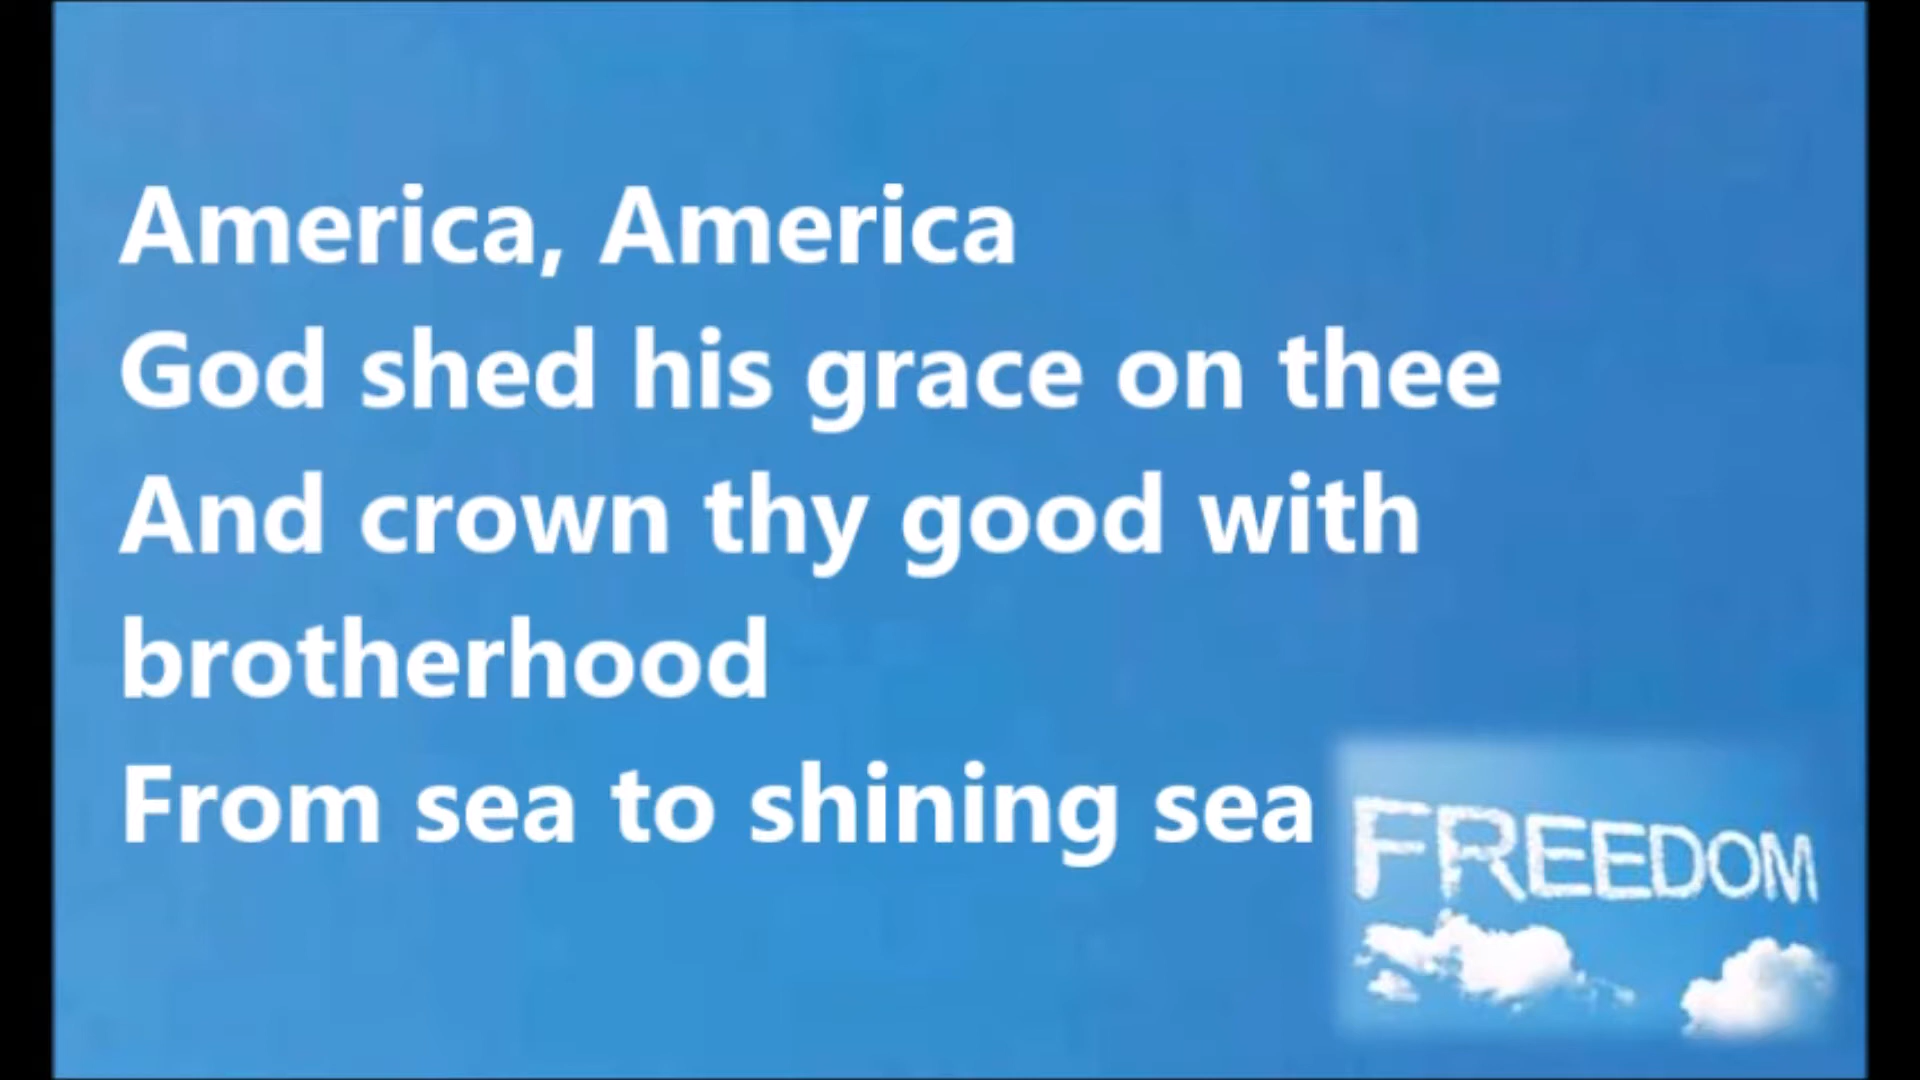 America, America
God shed his grace on thee
And crown thy good with
brotherhood
From sea to shining sea
FREEDOM